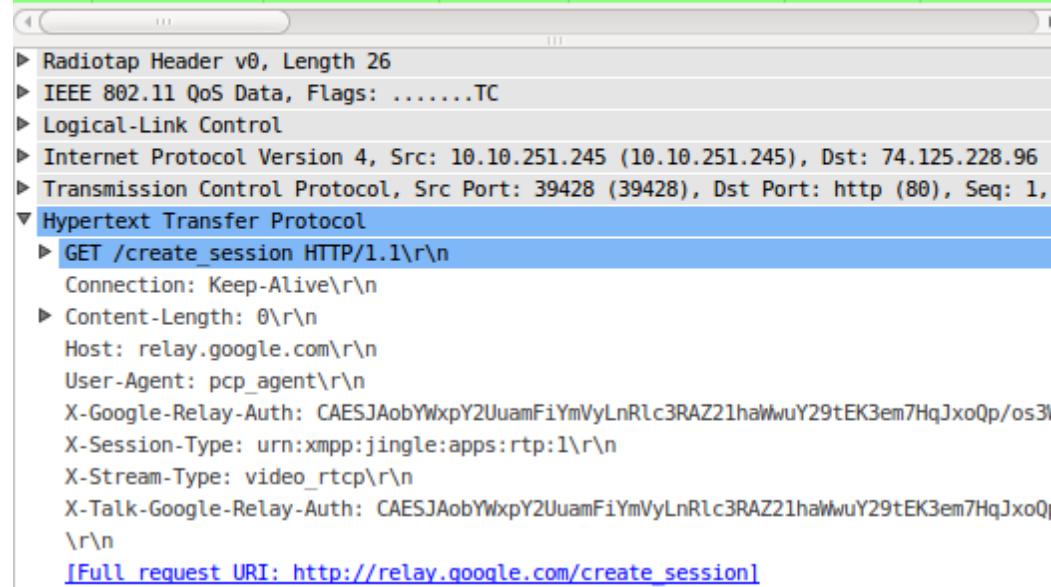 Radiotap Header v0, Length 26
IEEE 802.11 QoS Data, Flags: .......TC
Logical-Link Control
Internet Protocol Version 4, Src: 10.10.251.245 (10.10.251.245), Dst: 74.125.228.96
Transmission Control Protocol, Src Port: 39428 (39428), Dst Port: http (80), Seq: 1,
Hypertext Transfer Protocol
GET /create_session HTTP/1.1\r\n
Connection: Keep-Alive\r\n
Content-Length: 0\r\n
Host: relay.google.com\r\n
User-Agent: pcp_agent\r\n
X-Google-Relay-Auth: CAESJAobYWxpY2UuamFiYmVyLnRlc3RAZ21haWwuY29tEK3em7HqJxoQp/os3W
X-Session-Type: urn:xmpp:jingle:apps:rtp:1\r\n
X-Stream-Type: video_rtcp\r\n
X-Talk-Google-Relay-Auth: CAESJAobYWxpY2UuamFiYmVyLnRlc3RAZ21haWwuY29tEK3em7HqJxoQp
\r\n
[Full request URI: http://relay.google.com/create_session]